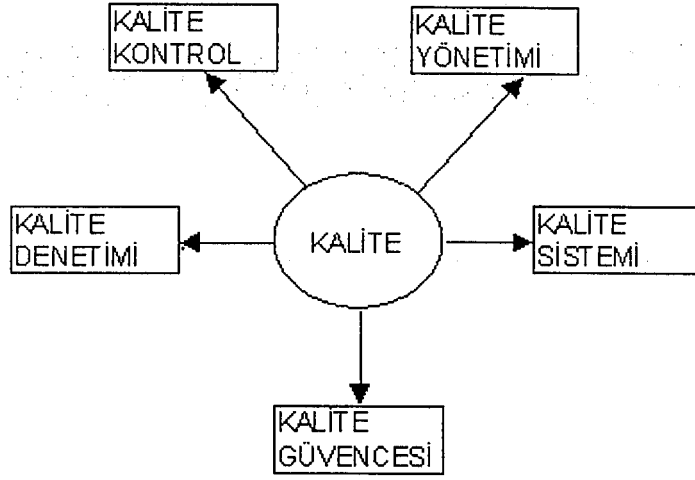 KALİTE
KONTROL
KALİTE
YÖNETİMİ
KALİTE
DENETİMİ
KALİTE
KALİTE
SİSTEMİ
KALİTE
GÜVENCESİ